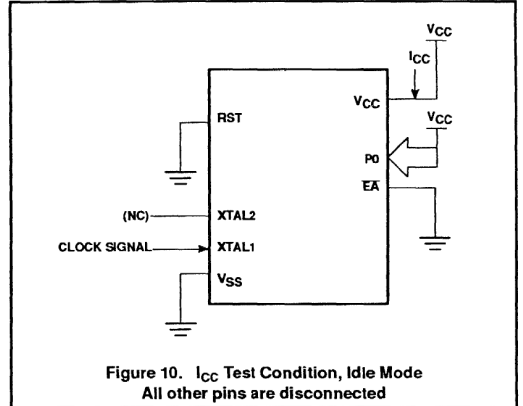 VCC
ICC
VCC
RST
VCC
P0
EA
(NC)
XTAL2
CLOCK SIGNAL
XTAL1
VSS
Figure 10. ICC Test Condition, Idle Mode
All other pins are disconnected